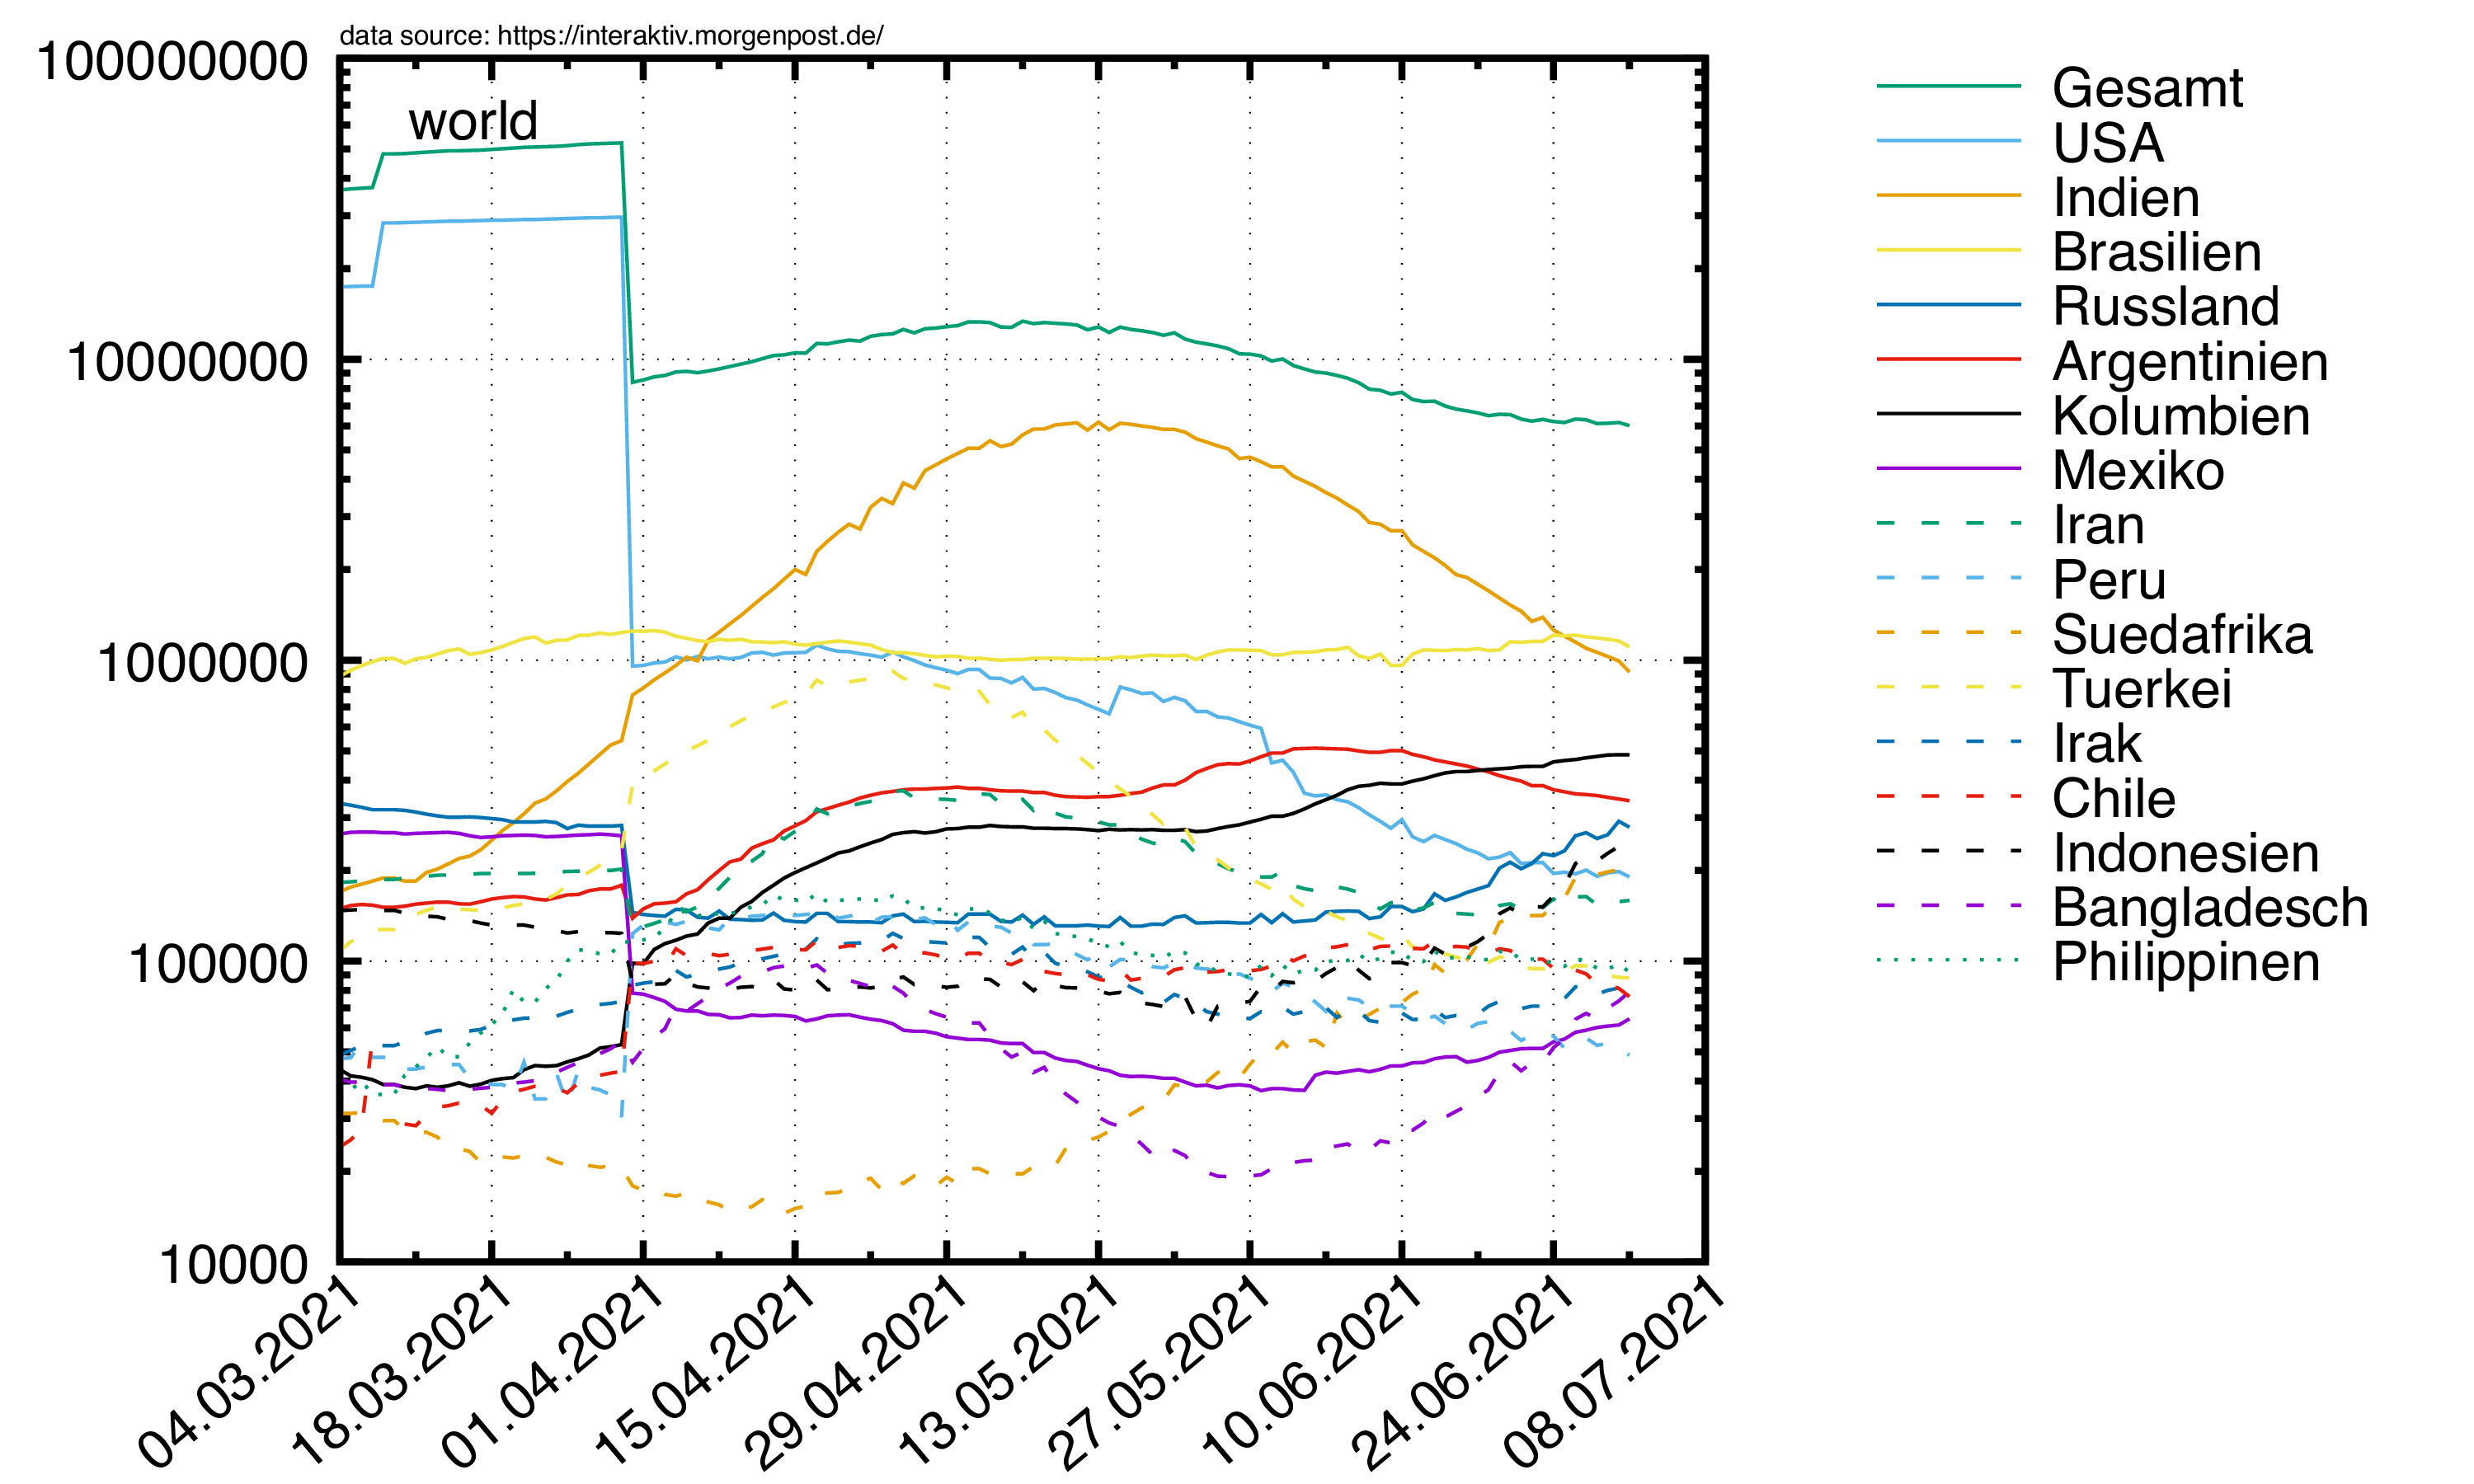 data source: https://interaktiv.morgenpost.de/
100000000
10000000
1000000
100000
10000
world
04.03.2021
18.03.2021
01.04.2021
15.04.2021
29.04.2021
13.05.2021
27.05.2021
10.06.2021
24.06.2021
08.07.2021
Gesamt
USA
Indien
Brasilien
Russland
Argentinien
Kolumbien
Mexiko
Iran
Peru
Suedafrika
Tuerkei
Irak
Chile
Indonesien
Bangladesch
Philippinen